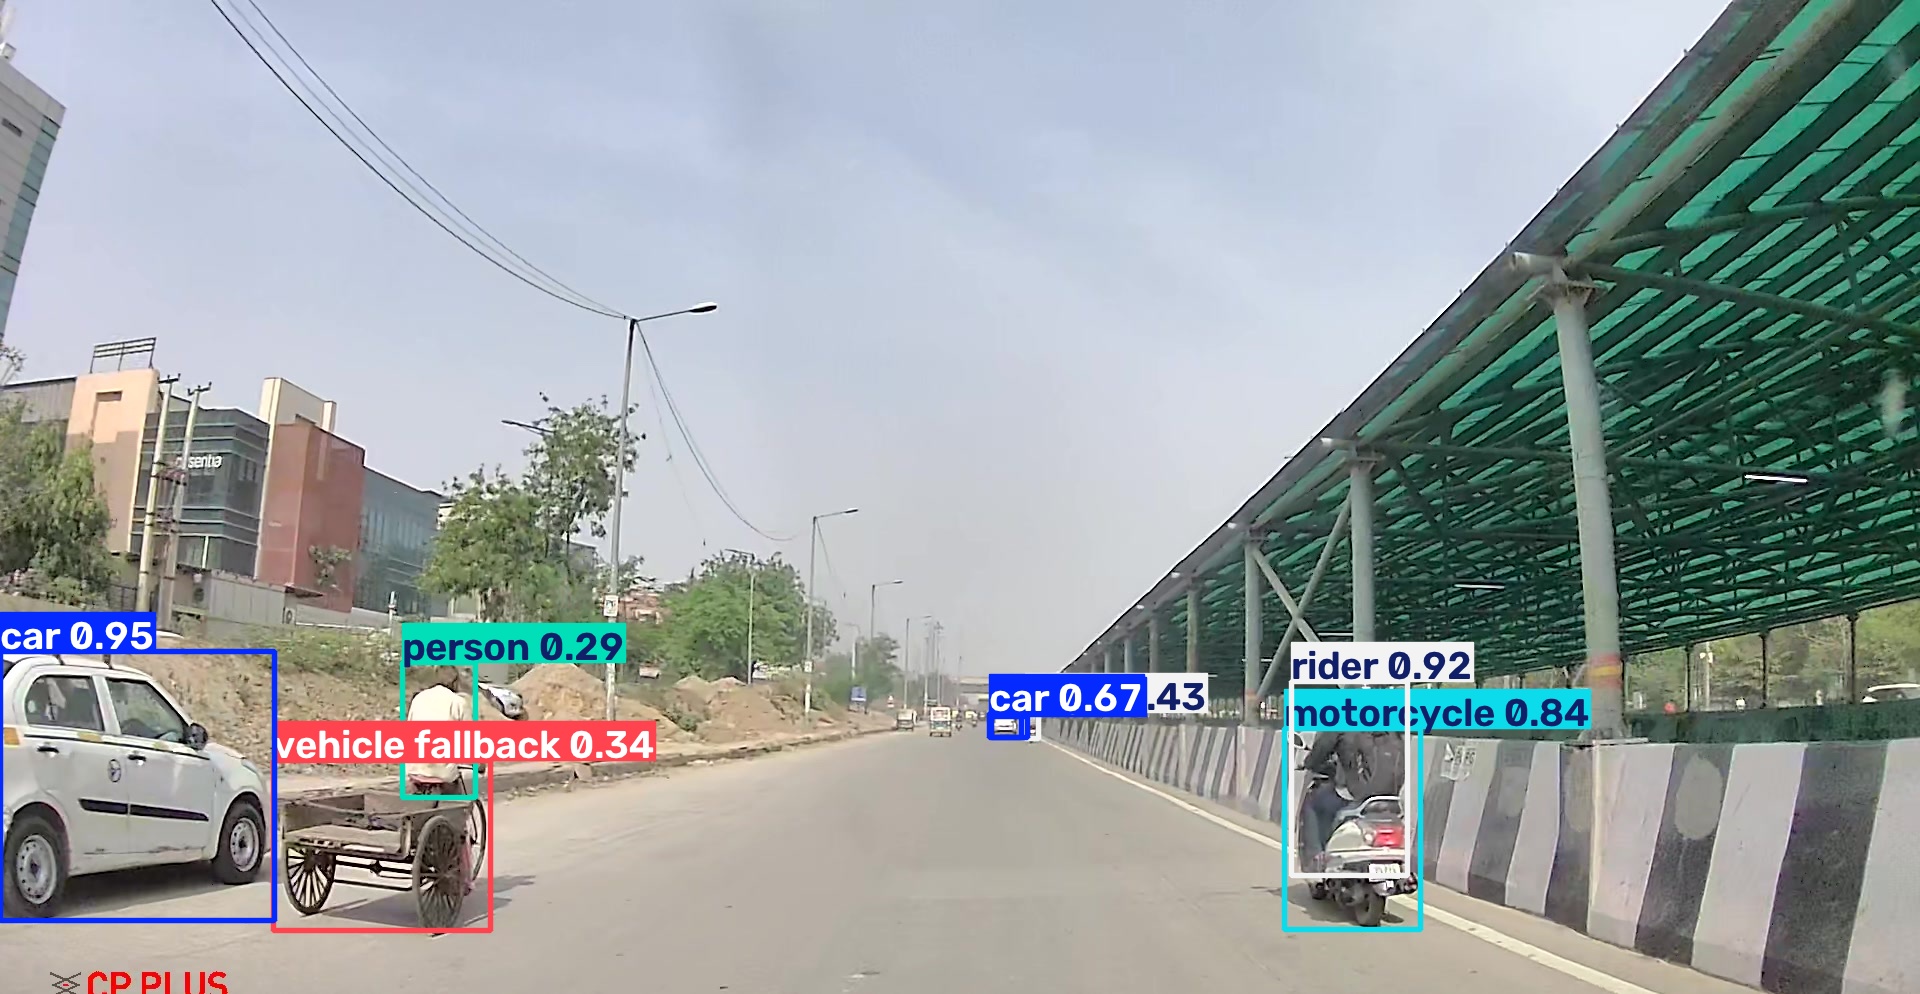 sentia
car 0.95
person 0.29
vehicle fallback 0.34
car 0.67
.43
rider 0.92
motorcycle 0.84
CP PLUS